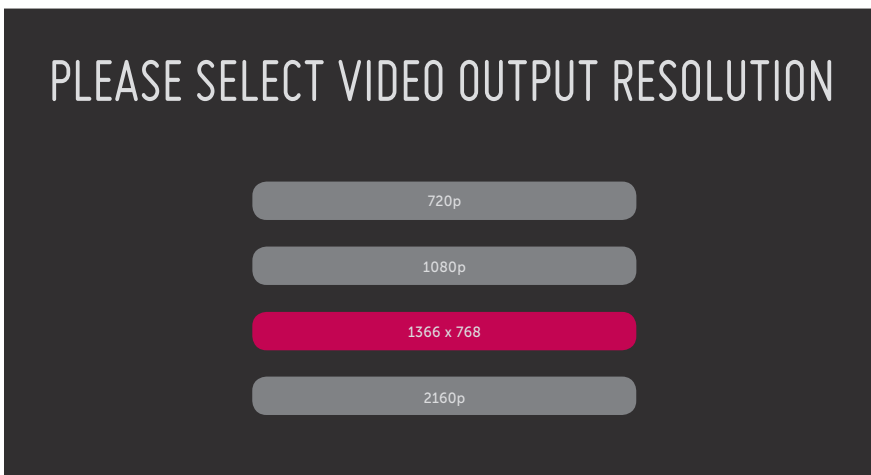 PLEASE SELECT VIDEO OUTPUT RESOLUTION
720p
1080p
1366 x 768
2160p